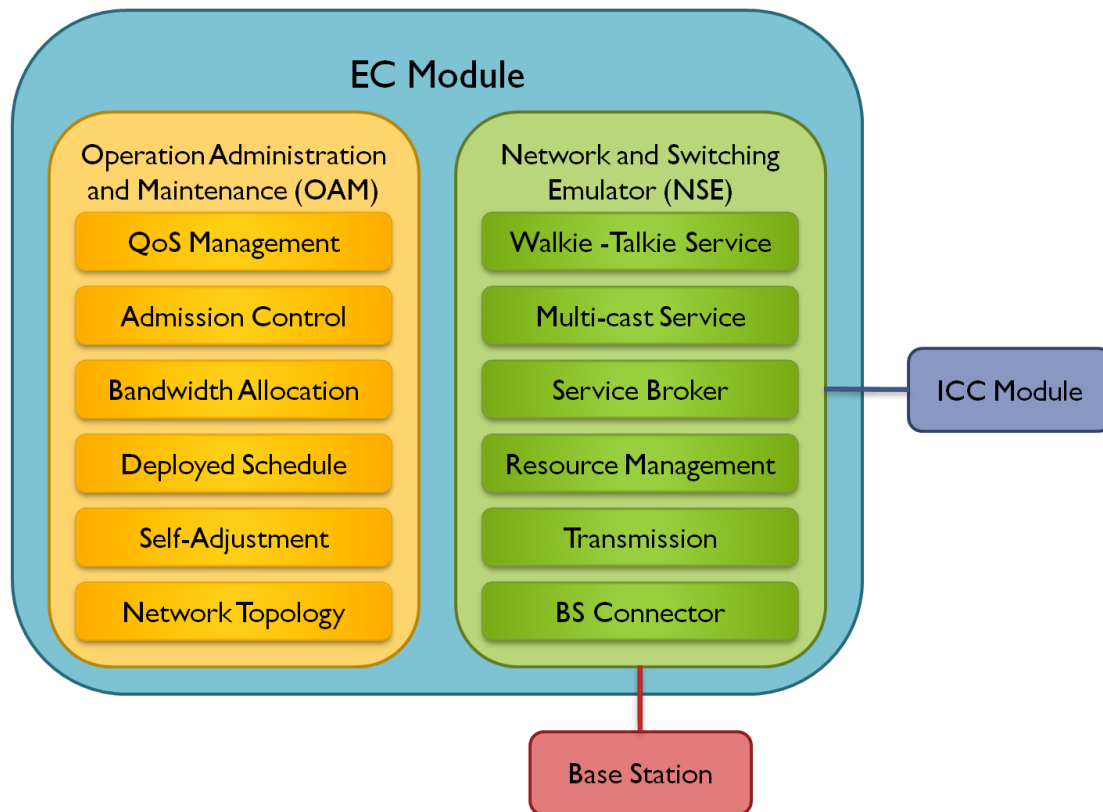 EC Module
Operation Administration
and Maintenance (OAM)
QoS Management
Admission Control
Bandwidth Allocation
Deployed Schedule
Self-Adjustment
Network Topology
Network and Switching
Emulator (NSE)
Walkie -Talkie Service
Multi-cast Service
Service Broker
Resource Management
Transmission
BS Connector
ICC Module
Base Station